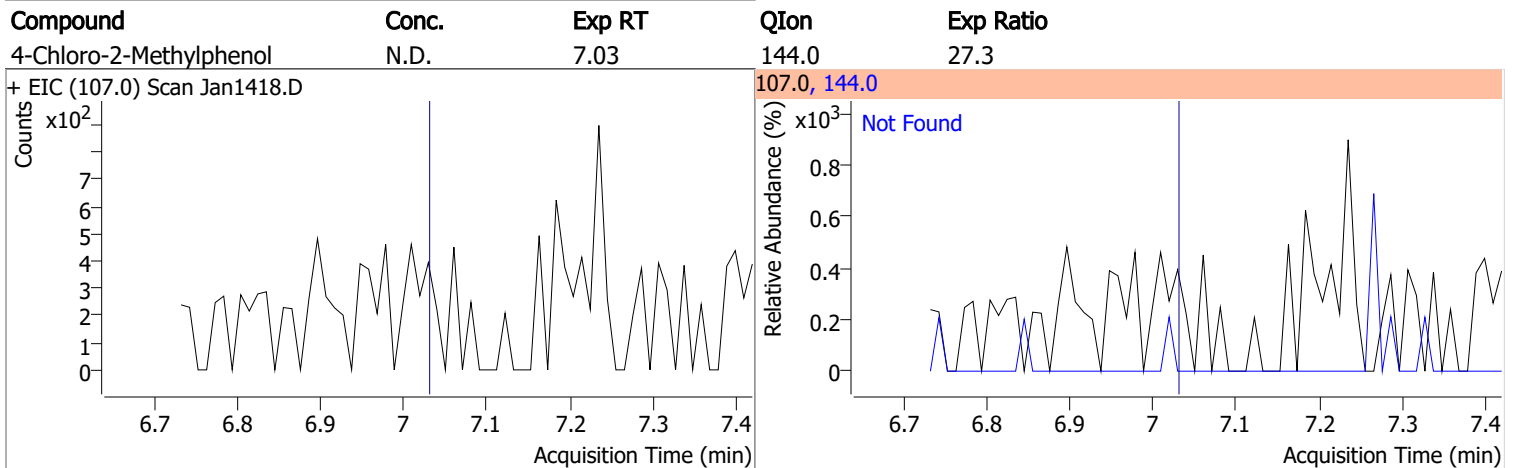 Compound Conc. Exp RT QIon Exp Ratio
4-Chloro-2-Methylphenol N.D. 7.03 144.0 27.3
+ EIC (107.0) Scan Jan1418.D
Counts
x10²
7
6
5
4
3
2
1
0
6.7 6.8 6.9 7 7.1 7.2 7.3 7.4
Acquisition Time (min)
107.0, 144.0
Relative Abundance (%)
x10³
Not Found
0.8
0.6
0.4
0.2
0
6.7 6.8 6.9 7 7.1 7.2 7.3 7.4
Acquisition Time (min)